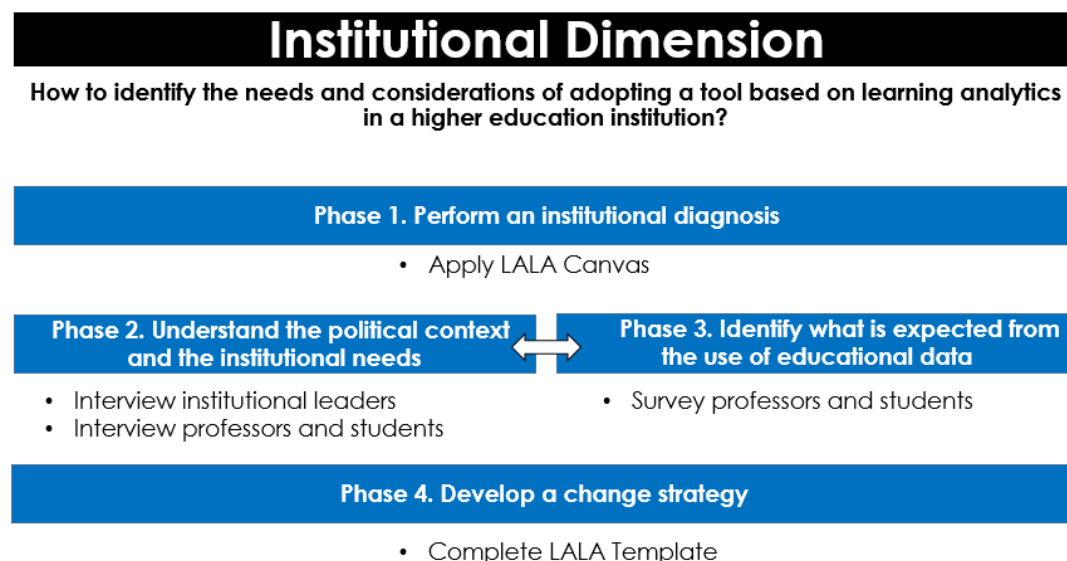 Institutional Dimension
How to identify the needs and considerations of adopting a tool based on learning analytics
in a higher education institution?
Phase 1. Perform an institutional diagnosis
• Apply LALA Canvas
Phase 2. Understand the political context
and the institutional needs
• Interview institutional leaders
• Interview professors and students
Phase 3. Identify what is expected from
the use of educational data
• Survey professors and students
Phase 4. Develop a change strategy
• Complete LALA Template